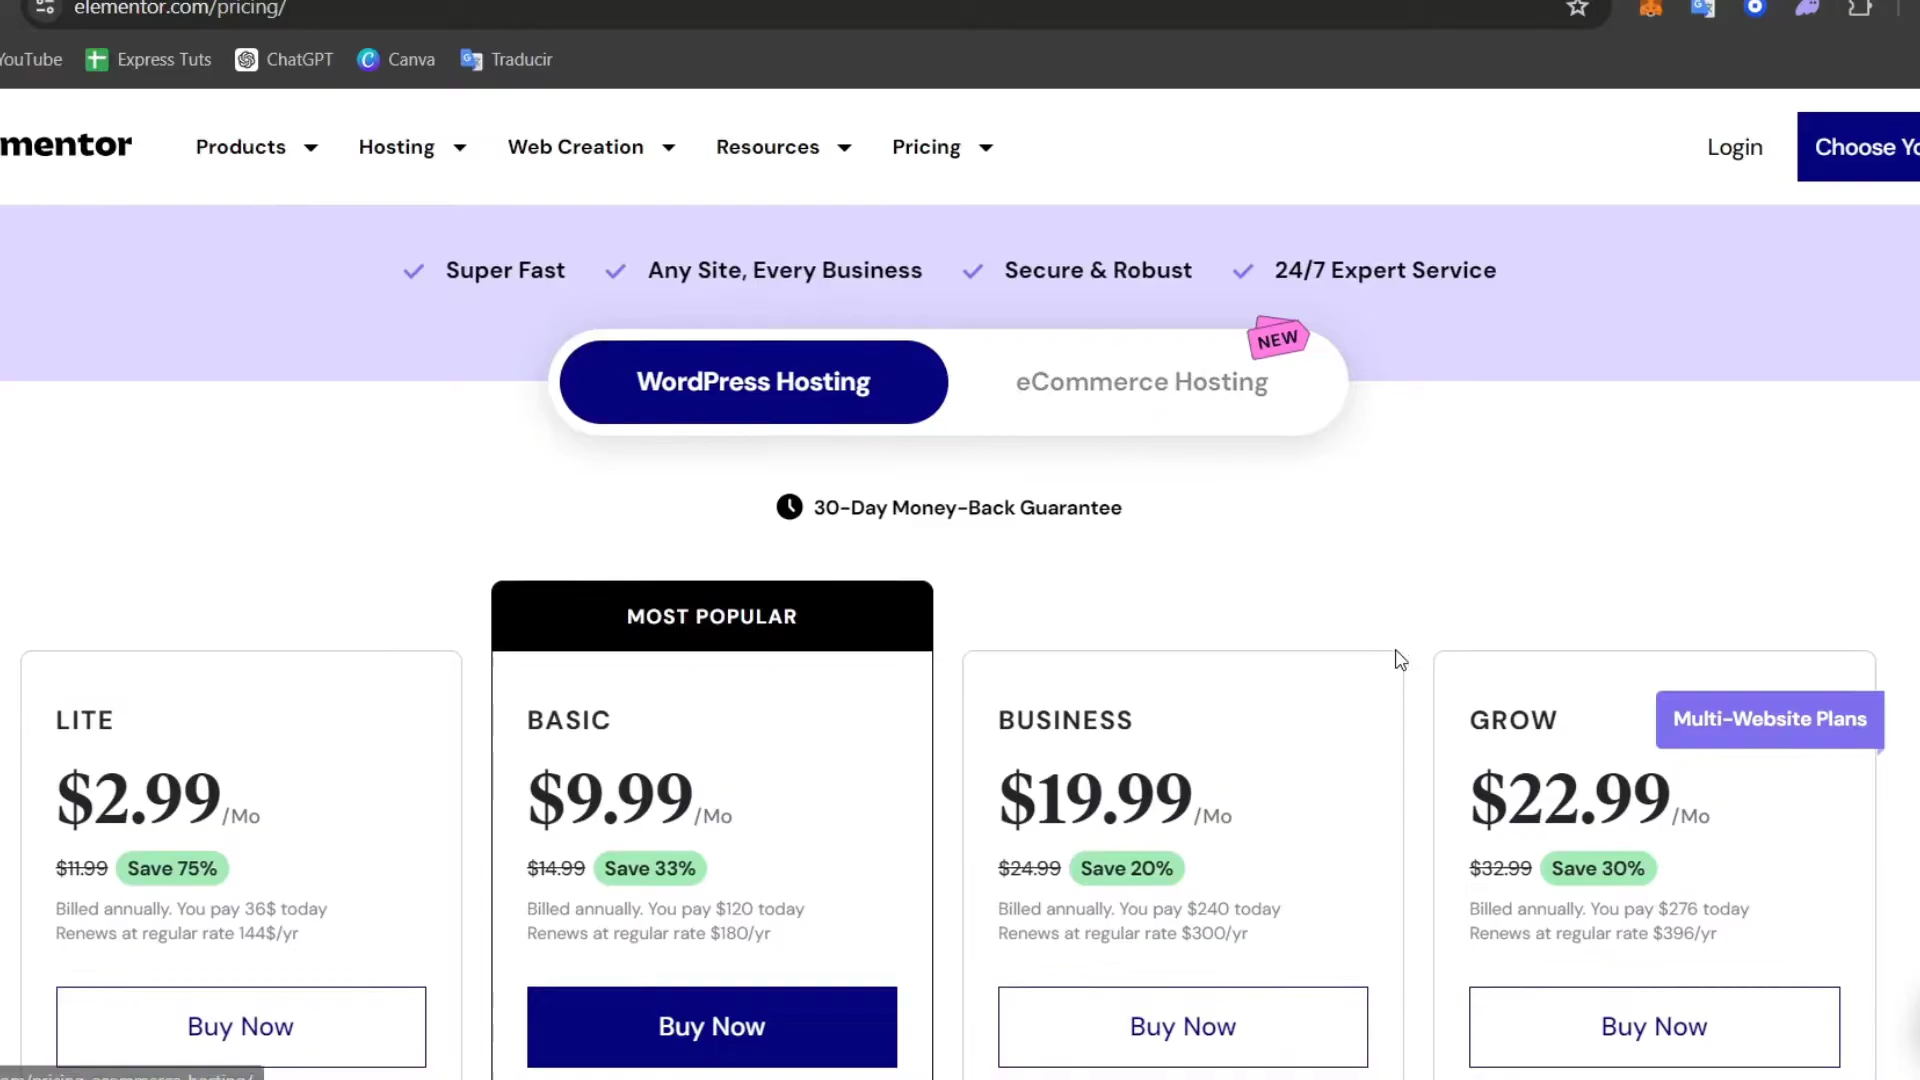 elementor.com/pricing/
YouTube Express Tuts ChatGPT Canva Traducir
mentor Products Hosting Web Creation Resources Pricing Login Choose Yo
Super Fast Any Site, Every Business Secure & Robust 24/7 Expert Service
NEW
WordPress Hosting eCommerce Hosting
30-Day Money-Back Guarantee
MOST POPULAR
LITE
$2.99/Mo
$11.99 Save 75%
Billed annually. You pay 36$ today
Renews at regular rate 144$/yr
Buy Now
BASIC
$9.99/Mo
$14.99 Save 33%
Billed annually. You pay $120 today
Renews at regular rate $180/yr
Buy Now
BUSINESS
$19.99/Mo
$24.99 Save 20%
Billed annually. You pay $240 today
Renews at regular rate $300/yr
Buy Now
GROW
Multi-Website Plans
$22.99/Mo
$32.99 Save 30%
Billed annually. You pay $276 today
Renews at regular rate $396/yr
Buy Now